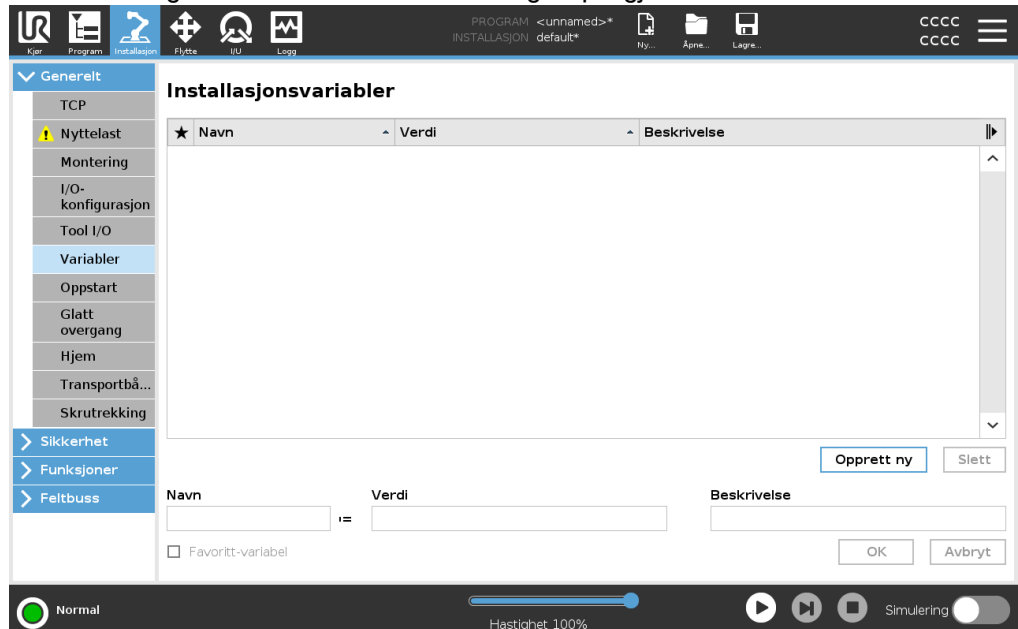 PROGRAM <unnamed>*
INSTALLASJON default*
CCCC
CCCC
Kjør
Program
Installasjon
Flytte
I/U
Logg
Ny...
Åpne...
Lagre...
Generelt
TCP
Nyttelast
Montering
I/O-
konfigurasjon
Tool I/O
Variabler
Oppstart
Glatt
overgang
Hjem
Transportbå...
Skrutrekking
Sikkerhet
Funksjoner
Feltbuss
Installasjonsvariabler
★ Navn Verdi Beskrivelse
Opprett ny Slett
Navn Verdi Beskrivelse
:=
Favoritt-variabel
OK Avbryt
Normal
Hastighet 100%
Simulering